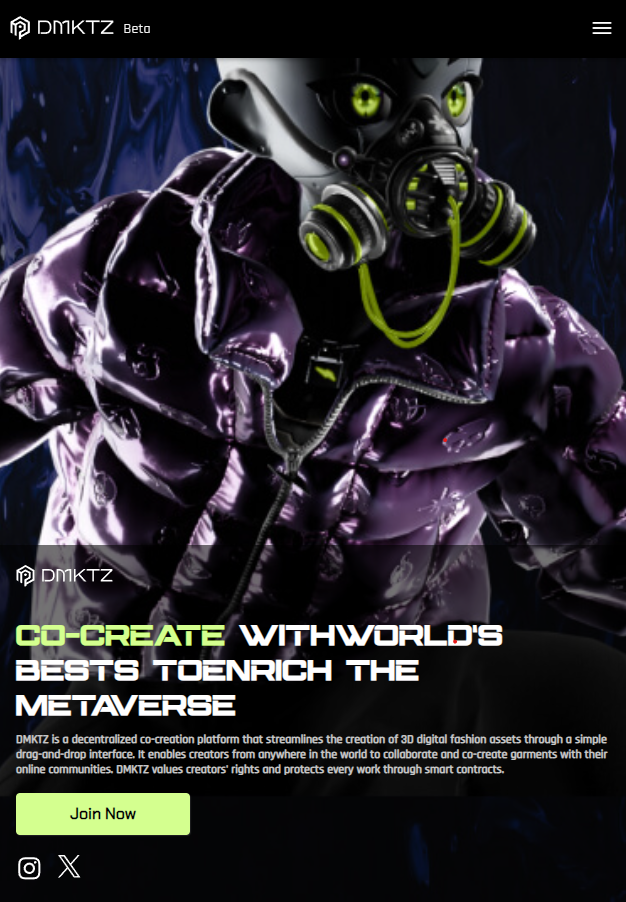 DMKTZ Beta
DMKTZ
CO-CREATE WITHWORLD'S
BESTS TOENRICH THE
METAVERSE
DMKTZ is a decentralized co-creation platform that streamlines the creation of 3D digital fashion assets through a simple
drag-and-drop interface. It enables creators from anywhere in the world to collaborate and co-create garments with their
online communities. DMKTZ values creators' rights and protects every work through smart contracts.
Join Now